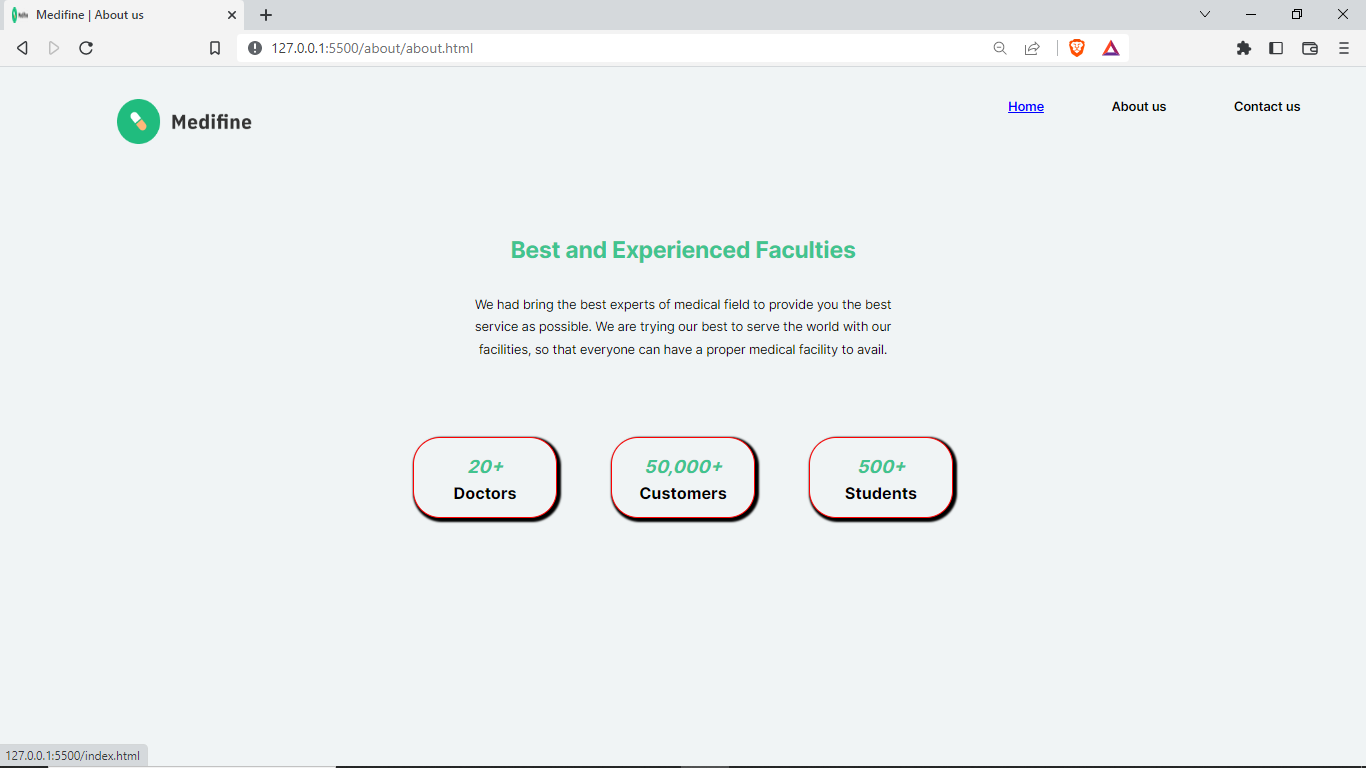 Medifine | About us
127.0.0.1:5500/about/about.html
Medifine
Home
About us
Contact us
Best and Experienced Faculties
We had bring the best experts of medical field to provide you the best
service as possible. We are trying our best to serve the world with our
facilities, so that everyone can have a proper medical facility to avail.
20+
Doctors
50,000+
Customers
500+
Students
127.0.0.1:5500/index.html